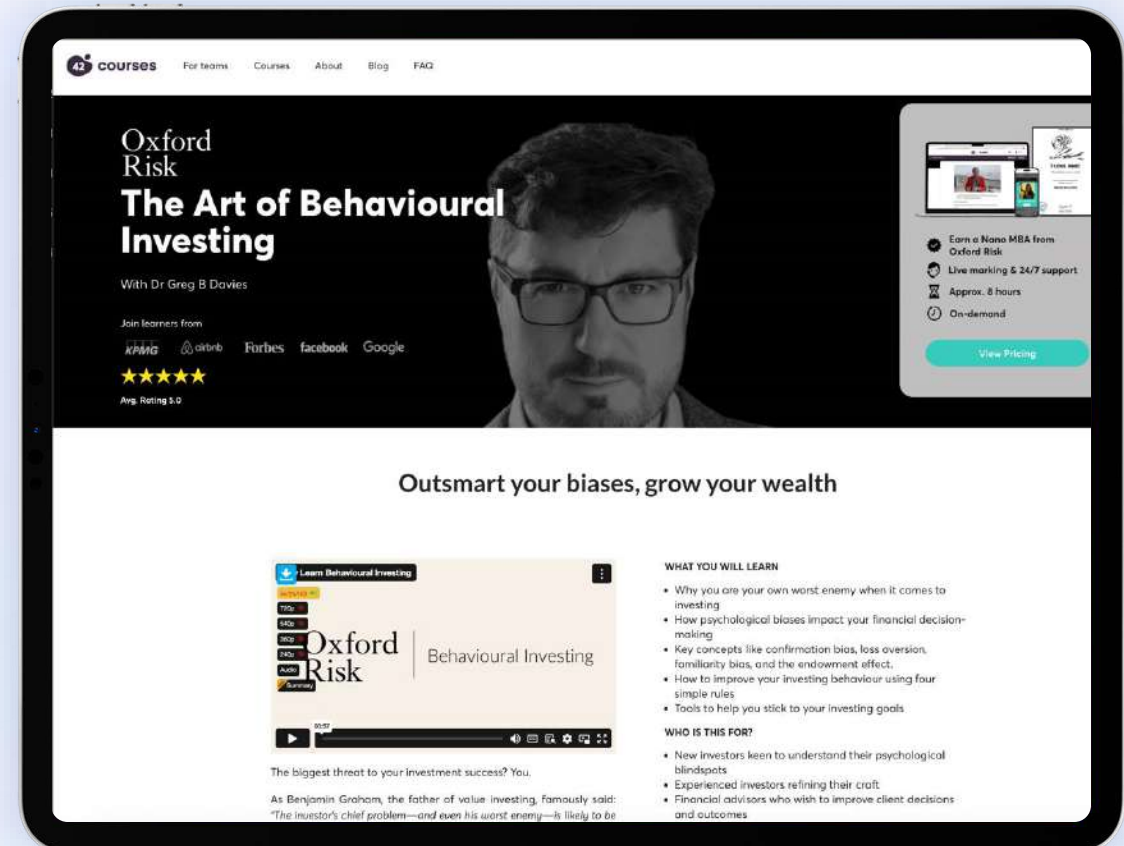 42 courses For teams Courses About Blog FAQ
Oxford
Risk
The Art of Behavioural
Investing
With Dr Greg B Davies
Join learners from
KPMG airbnb Forbes facebook Google
Avg. Rating 5.0
Earn a Nano MBA from
Oxford Risk
Live marking & 24/7 support
Approx. 8 hours
On-demand
View Pricing
Outsmart your biases, grow your wealth
Learn Behavioural Investing
720p
540p
360p
240p
Audio
Summary
Oxford
Risk
Behavioural Investing
00:57
The biggest threat to your investment success? You.
As Benjamin Graham, the father of value investing, famously said:
"The investor's chief problem—and even his worst enemy—is likely to be
WHAT YOU WILL LEARN
• Why you are your own worst enemy when it comes to
investing
• How psychological biases impact your financial decision-
making
• Key concepts like confirmation bias, loss aversion,
familiarity bias, and the endowment effect.
• How to improve your investing behaviour using four
simple rules
• Tools to help you stick to your investing goals
WHO IS THIS FOR?
• New investors keen to understand their psychological
blindspots
• Experienced investors refining their craft
• Financial advisors who wish to improve client decisions
and outcomes